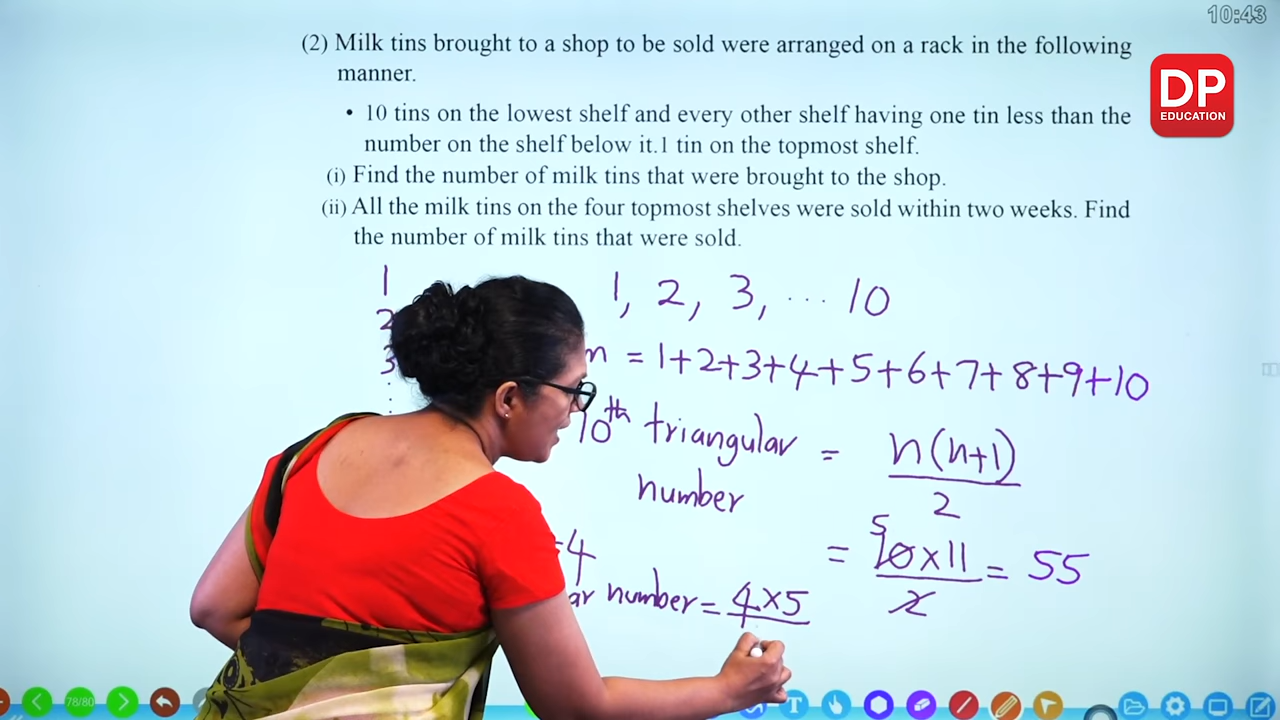 10:43
(2) Milk tins brought to a shop to be sold were arranged on a rack in the following
manner.
DP
EDUCATION
• 10 tins on the lowest shelf and every other shelf having one tin less than the
number on the shelf below it.1 tin on the topmost shelf.
(i) Find the number of milk tins that were brought to the shop.
(ii) All the milk tins on the four topmost shelves were sold within two weeks. Find
the number of milk tins that were sold.
1
2
3
1, 2, 3, ... 10
= 1+2+3+4+5+6+7+8+9+10
10th triangular = n(n+1)
number 2
5
= 10 x 11 = 55
2
=4
number = 4x5
78/80